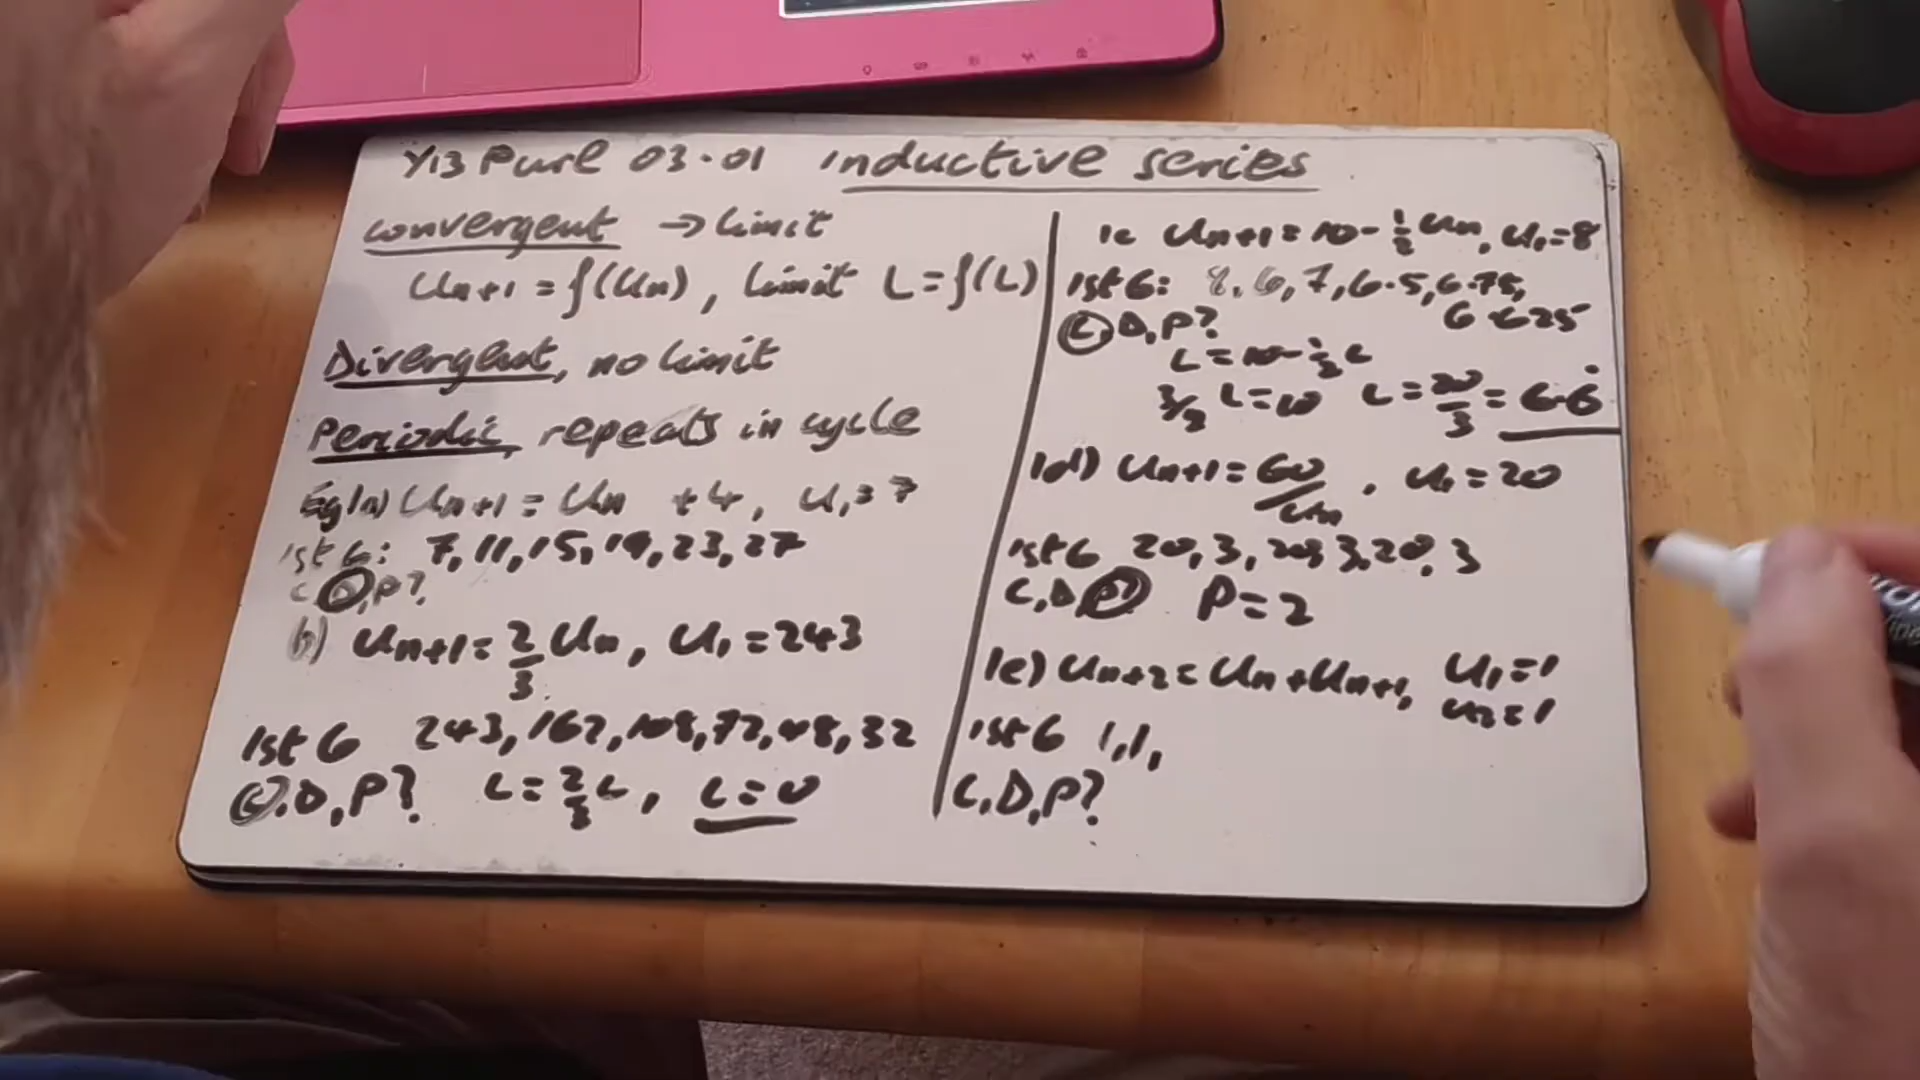 Y13 Pure 03.01 inductive series
convergent → limit
Un+1 = f(Un), limit L = f(L)
Divergent, no limit
Periodic, repeats in cycle
Eg 1a) Un+1 = Un + 4, U1 = 7
1st 6: 7, 11, 15, 19, 23, 27
C, D, P?
b) Un+1 = 2/3 Un, U1 = 243
1st 6 243, 162, 108, 72, 48, 32
C, D, P? L = 2/3 L, L = 0
1c Un+1 = 10 - 1/2 Un, U1 = 8
1st 6: 8, 6, 7, 6.5, 6.75,
6.625
C, D, P?
L = 10 - 1/2 L
3/2 L = 10 L = 20/3 = 6.6̇
1d) Un+1 = 60/Un, U1 = 20
1st 6 20, 3, 20, 3, 20, 3
C, D, P? P = 2
1e) Un+2 = Un + Un+1, U1 = 1
U2 = 1
1st 6 1, 1,
C, D, P?